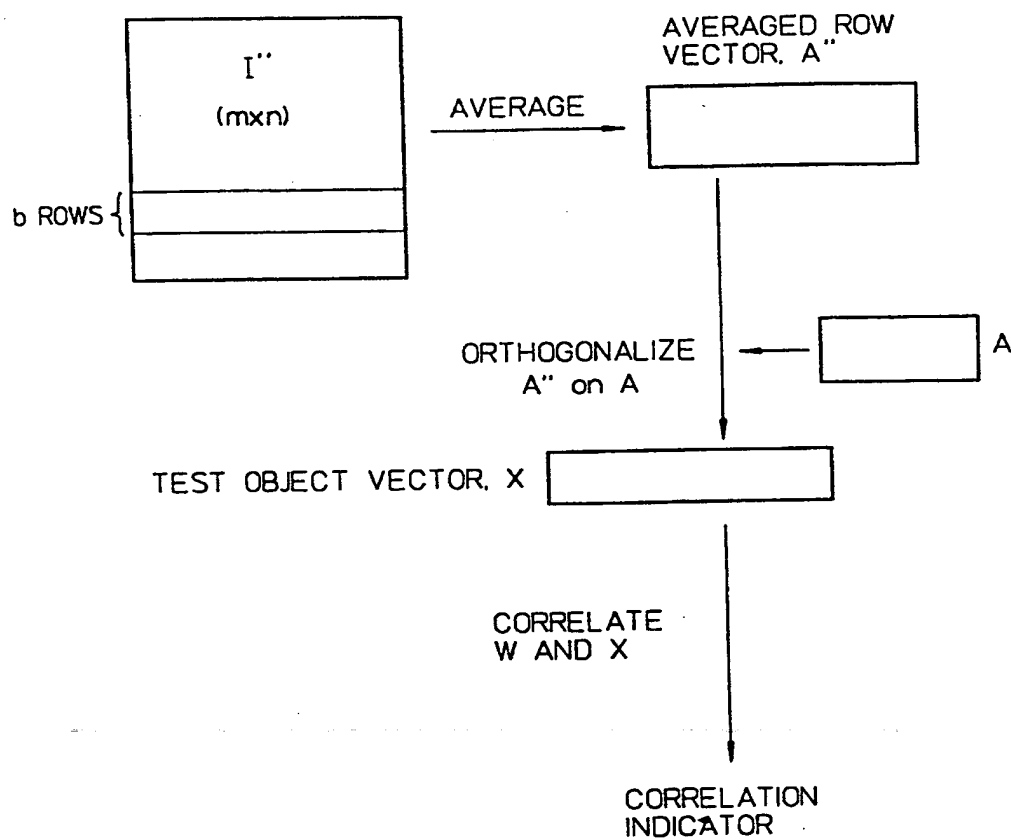 I''
(mxn)
b ROWS
AVERAGE
AVERAGED ROW
VECTOR, A''
ORTHOGONALIZE
A'' on A
A
TEST OBJECT VECTOR, X
CORRELATE
W AND X
CORRELATION
INDICATOR